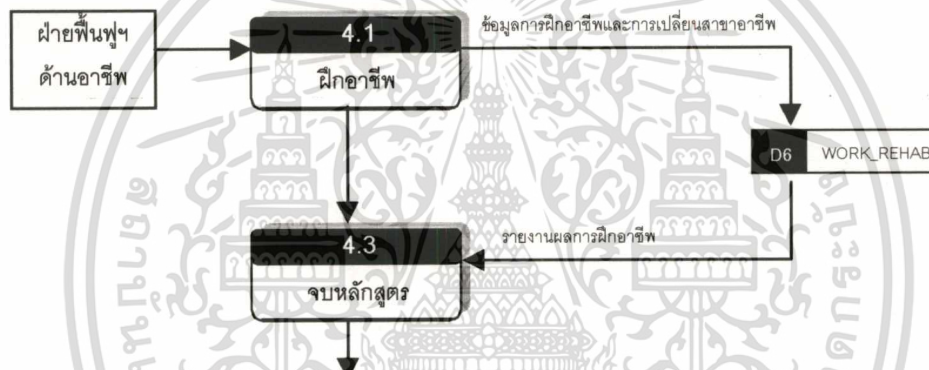 ฝ่ายฟื้นฟูฯ
ด้านอาชีพ
4.1
ฝึกอาชีพ
ข้อมูลการฝึกอาชีพและการเปลี่ยนสาขาอาชีพ
D6 WORK_REHAB
4.3
จบหลักสูตร
รายงานผลการฝึกอาชีพ